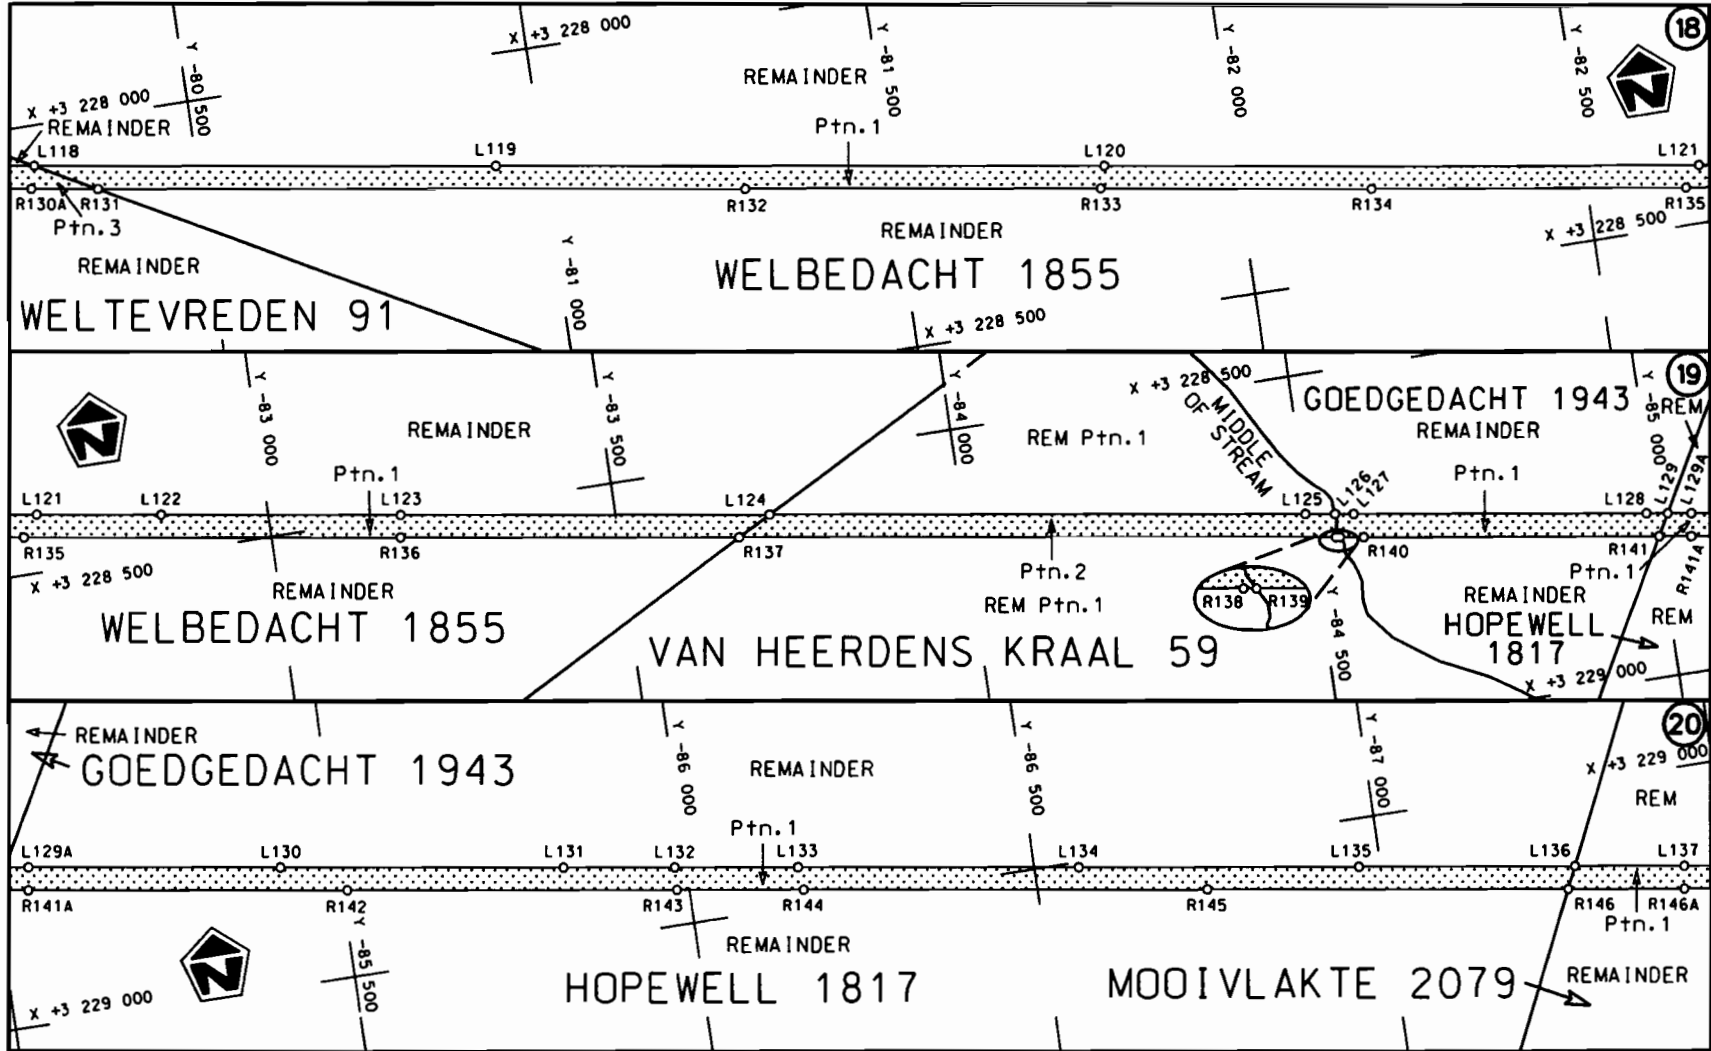 18
Y -80 500
X +3 228 000
Y -81 500
Y -82 000
Y -82 500
X +3 228 000
REMAINDER
REMAINDER
Ptn.1
L118
L119
L120
L121
R130A
R131
R132
R133
R134
R135
Ptn.3
REMAINDER
REMAINDER
X +3 228 500
Y -81 000
WELBEDACHT 1855
WELTEVREDEN 91
X +3 228 500
N
19
Y -83 000
Y -83 500
Y -84 000
X +3 228 500
MIDDLE
OF
STREAM
GOEDGEDACHT 1943
Y -85 000
REM
REMAINDER
REM Ptn.1
REMAINDER
Ptn.1
Ptn.1
L121
L122
L123
L124
L125
L126
L127
L128
L129
L129A
R135
R136
R137
R138
R139
R140
R141
R141A
X +3 228 500
REMAINDER
Ptn.2
REM Ptn.1
Ptn.1
WELBEDACHT 1855
VAN HEERDENS KRAAL 59
Y -84 500
REMAINDER
HOPEWELL
1817
REM
X +3 229 000
N
20
REMAINDER
GOEDGEDACHT 1943
Y -86 000
REMAINDER
Y -86 500
Y -87 000
X +3 229 000
REM
Ptn.1
L129A
L130
L131
L132
L133
L134
L135
L136
L137
R141A
R142
R143
R144
R145
R146
R146A
Ptn.1
Y -85 500
REMAINDER
HOPEWELL 1817
MOOIVLAKTE 2079
REMAINDER
X +3 229 000
N